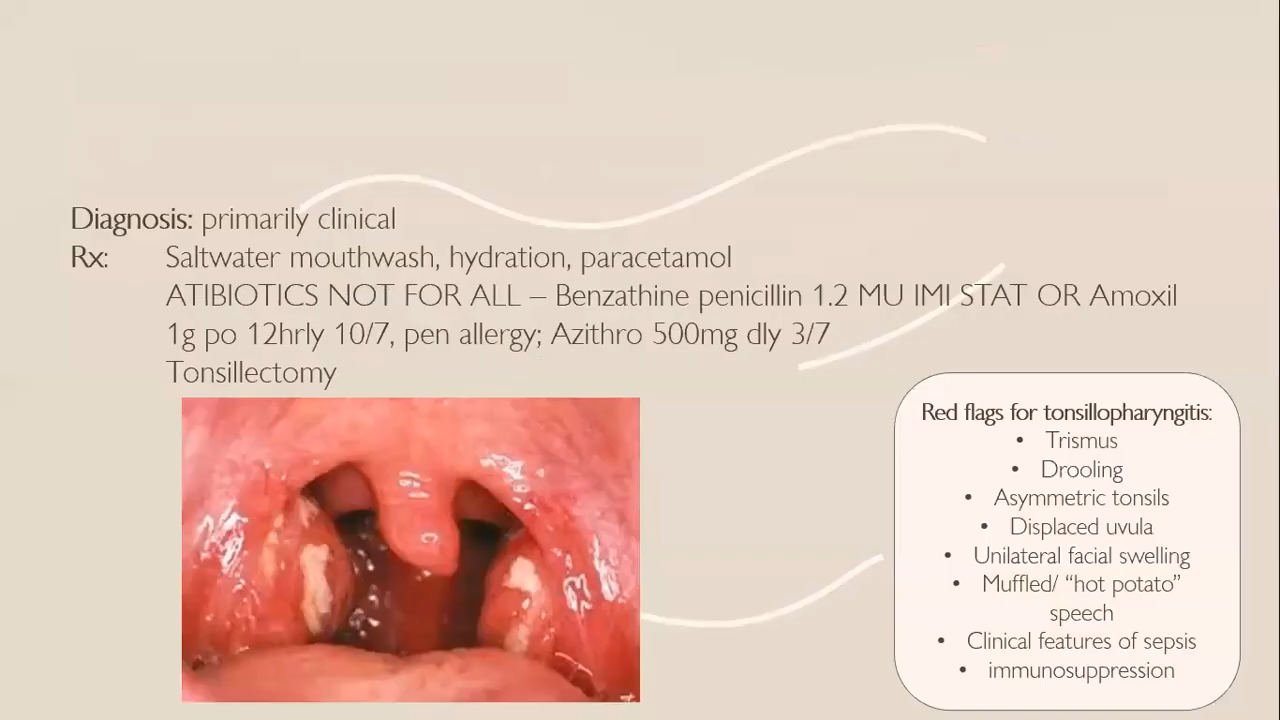 Diagnosis: primarily clinical
Rx: Saltwater mouthwash, hydration, paracetamol
ATIBIOTICS NOT FOR ALL – Benzathine penicillin 1.2 MU IMI STAT OR Amoxil
1g po 12hrly 10/7, pen allergy; Azithro 500mg dly 3/7
Tonsillectomy
Red flags for tonsillopharyngitis:
• Trismus
• Drooling
• Asymmetric tonsils
• Displaced uvula
• Unilateral facial swelling
• Muffled/ “hot potato”
speech
• Clinical features of sepsis
• immunosuppression